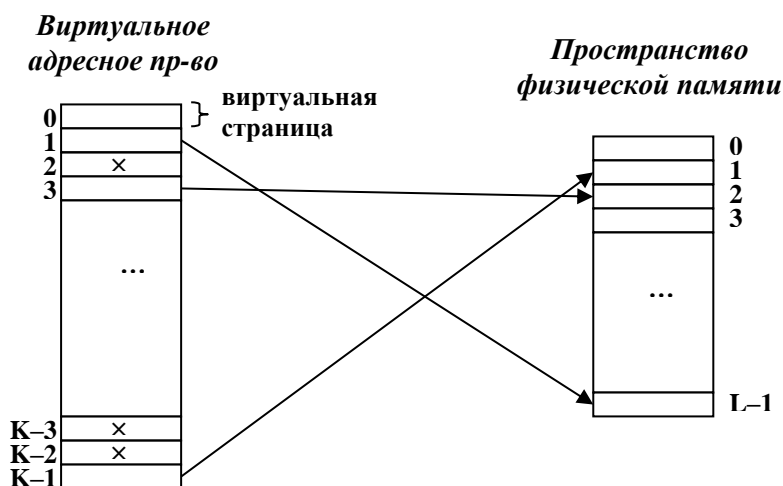 Виртуальное
адресное пр-во
Пространство
физической памяти
виртуальная
страница
0
1
2 ×
3
...
K–3 ×
K–2 ×
K–1
0
1
2
3
...
L–1